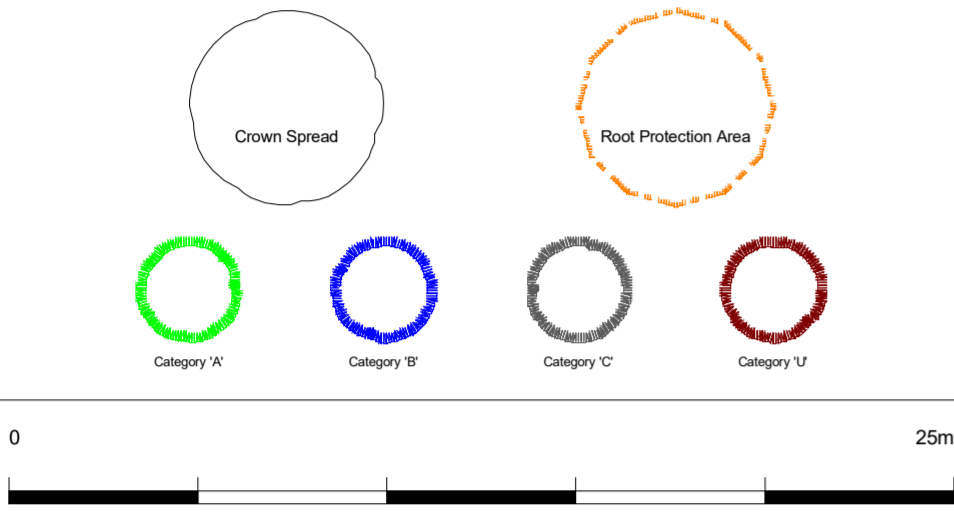 Crown Spread
Root Protection Area
Category 'A'
Category 'B'
Category 'C'
Category 'U'
0
25m